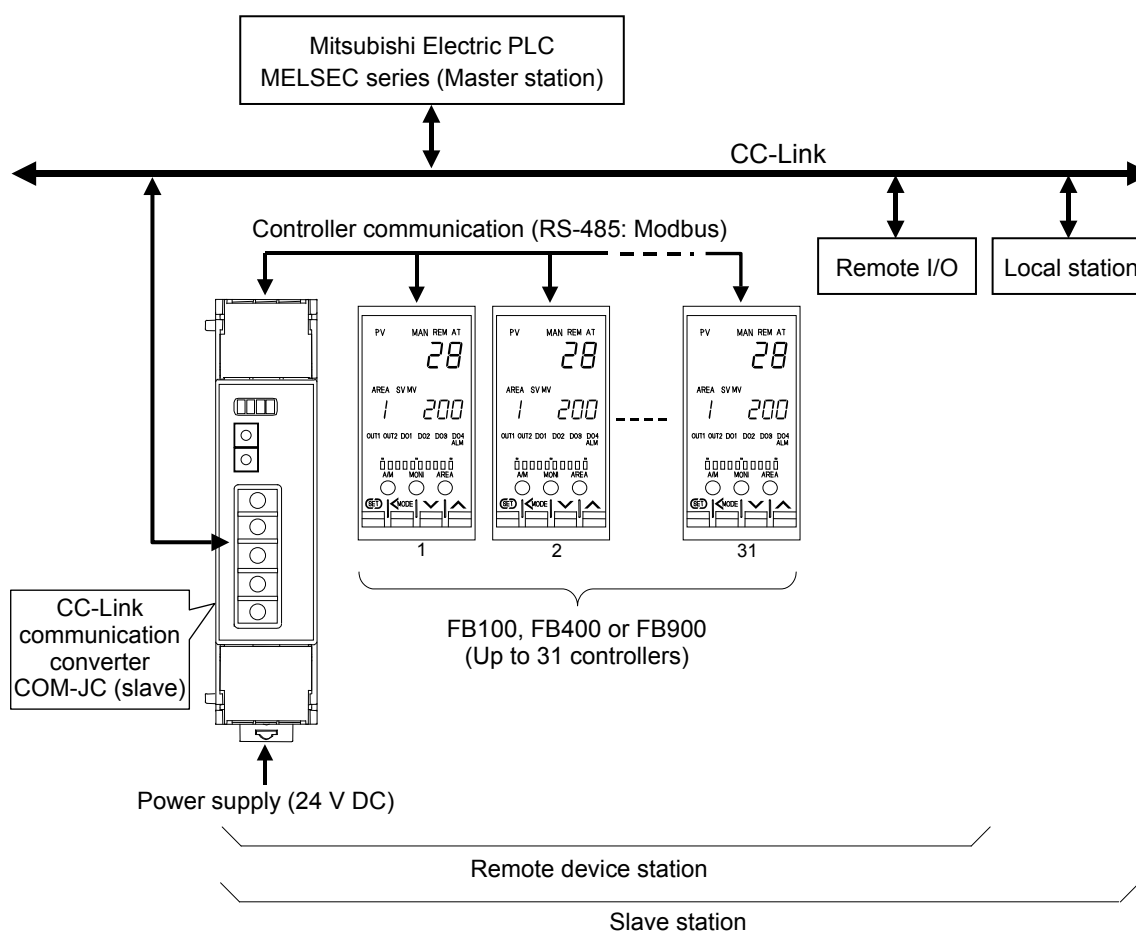 Mitsubishi Electric PLC
MELSEC series (Master station)
CC-Link
Controller communication (RS-485: Modbus)
Remote I/O
Local station
PV MAN REM AT
28
AREA SV MV
1 200
OUT1 OUT2 DO1 DO2 DO3 DO4
ALM
A/M MONI AREA
SET <MODE
1
PV MAN REM AT
28
AREA SV MV
1 200
OUT1 OUT2 DO1 DO2 DO3 DO4
ALM
A/M MONI AREA
SET <MODE
2
PV MAN REM AT
28
AREA SV MV
1 200
OUT1 OUT2 DO1 DO2 DO3 DO4
ALM
A/M MONI AREA
SET <MODE
31
CC-Link
communication
converter
COM-JC (slave)
FB100, FB400 or FB900
(Up to 31 controllers)
Power supply (24 V DC)
Remote device station
Slave station